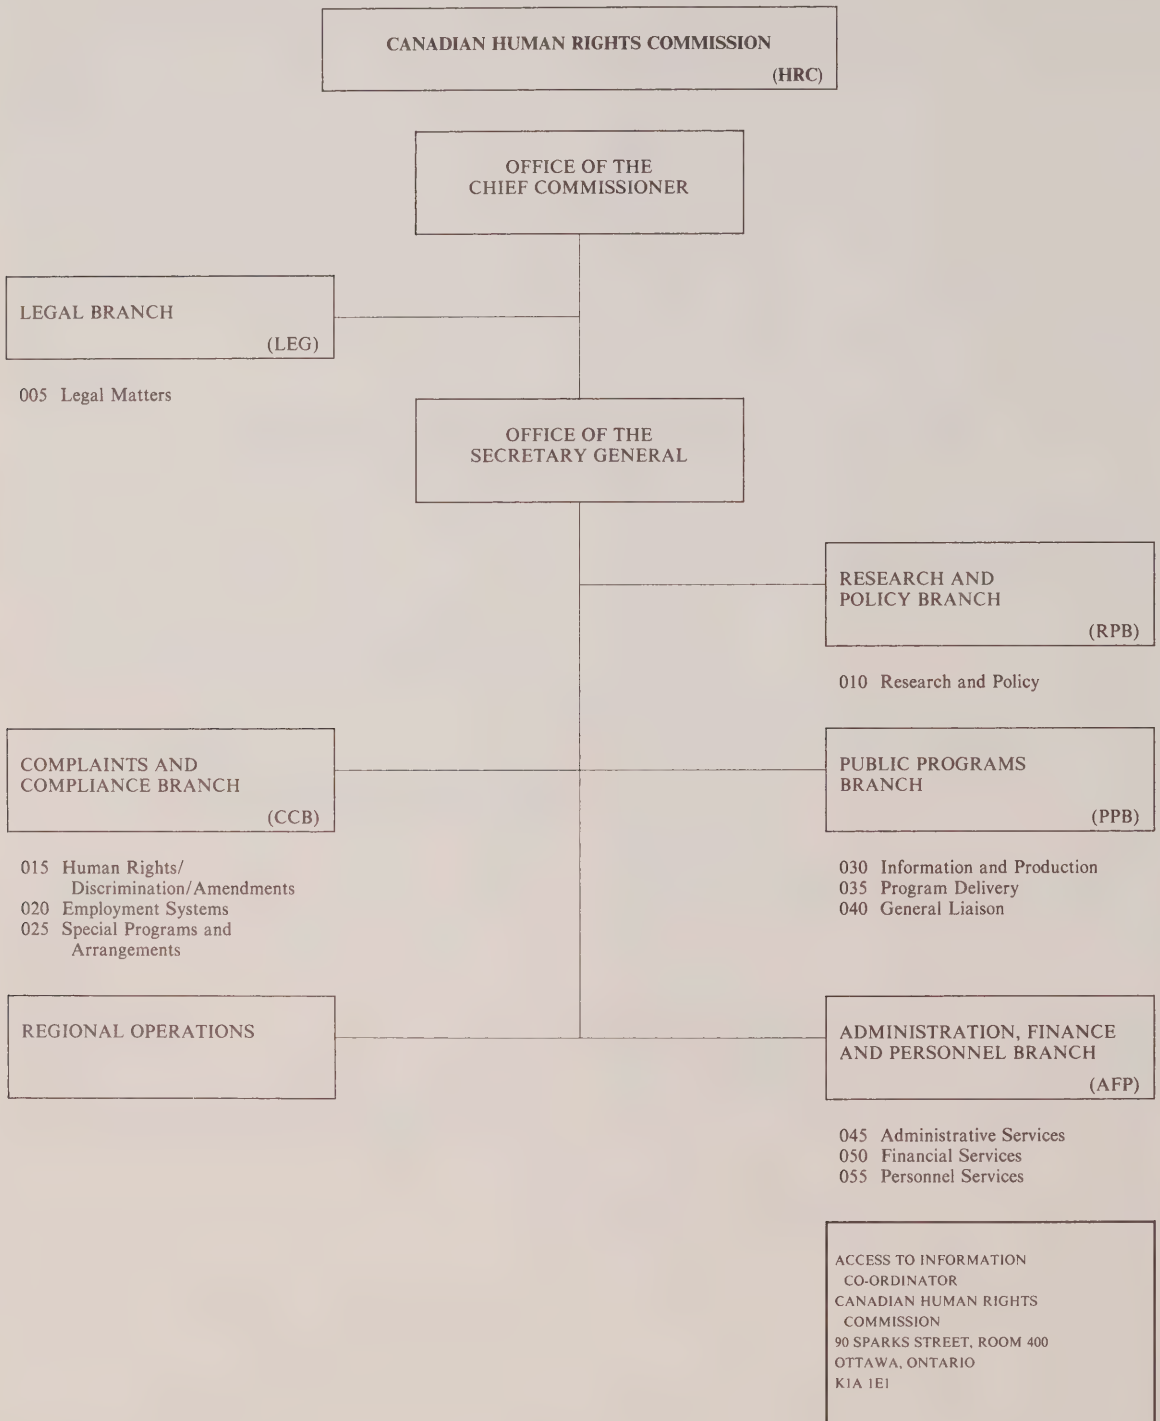 CANADIAN HUMAN RIGHTS COMMISSION
(HRC)
OFFICE OF THE
CHIEF COMMISSIONER
LEGAL BRANCH
(LEG)
005 Legal Matters
OFFICE OF THE
SECRETARY GENERAL
RESEARCH AND
POLICY BRANCH
(RPB)
010 Research and Policy
COMPLAINTS AND
COMPLIANCE BRANCH
(CCB)
015 Human Rights/
Discrimination/Amendments
020 Employment Systems
025 Special Programs and
Arrangements
PUBLIC PROGRAMS
BRANCH
(PPB)
030 Information and Production
035 Program Delivery
040 General Liaison
REGIONAL OPERATIONS
ADMINISTRATION, FINANCE
AND PERSONNEL BRANCH
(AFP)
045 Administrative Services
050 Financial Services
055 Personnel Services
ACCESS TO INFORMATION
CO-ORDINATOR
CANADIAN HUMAN RIGHTS
COMMISSION
90 SPARKS STREET, ROOM 400
OTTAWA, ONTARIO
K1A 1E1